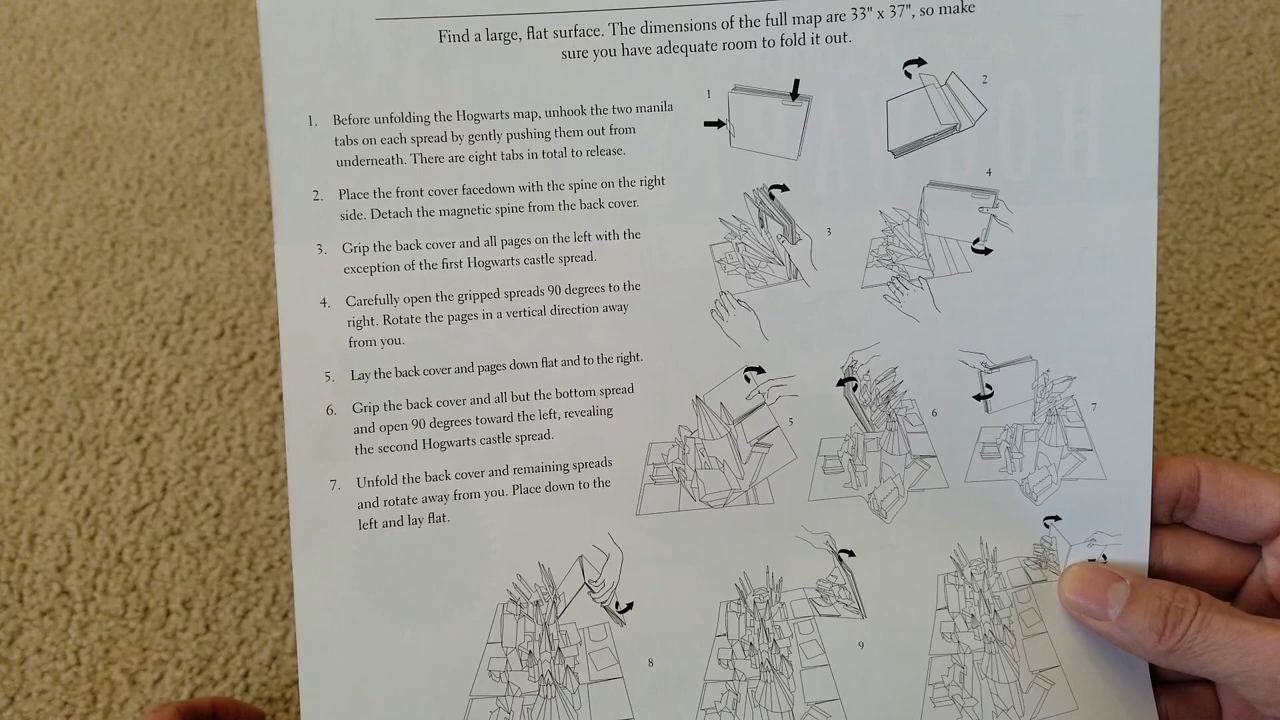 Find a large, flat surface. The dimensions of the full map are 33" x 37", so make
sure you have adequate room to fold it out.
1. Before unfolding the Hogwarts map, unhook the two manila
tabs on each spread by gently pushing them out from
underneath. There are eight tabs in total to release.
2. Place the front cover facedown with the spine on the right
side. Detach the magnetic spine from the back cover.
3. Grip the back cover and all pages on the left with the
exception of the first Hogwarts castle spread.
4. Carefully open the gripped spreads 90 degrees to the
right. Rotate the pages in a vertical direction away
from you.
5. Lay the back cover and pages down flat and to the right.
6. Grip the back cover and all but the bottom spread
and open 90 degrees toward the left, revealing
the second Hogwarts castle spread.
7. Unfold the back cover and remaining spreads
and rotate away from you. Place down to the
left and lay flat.
1
2
3
4
5
6
7
8
9